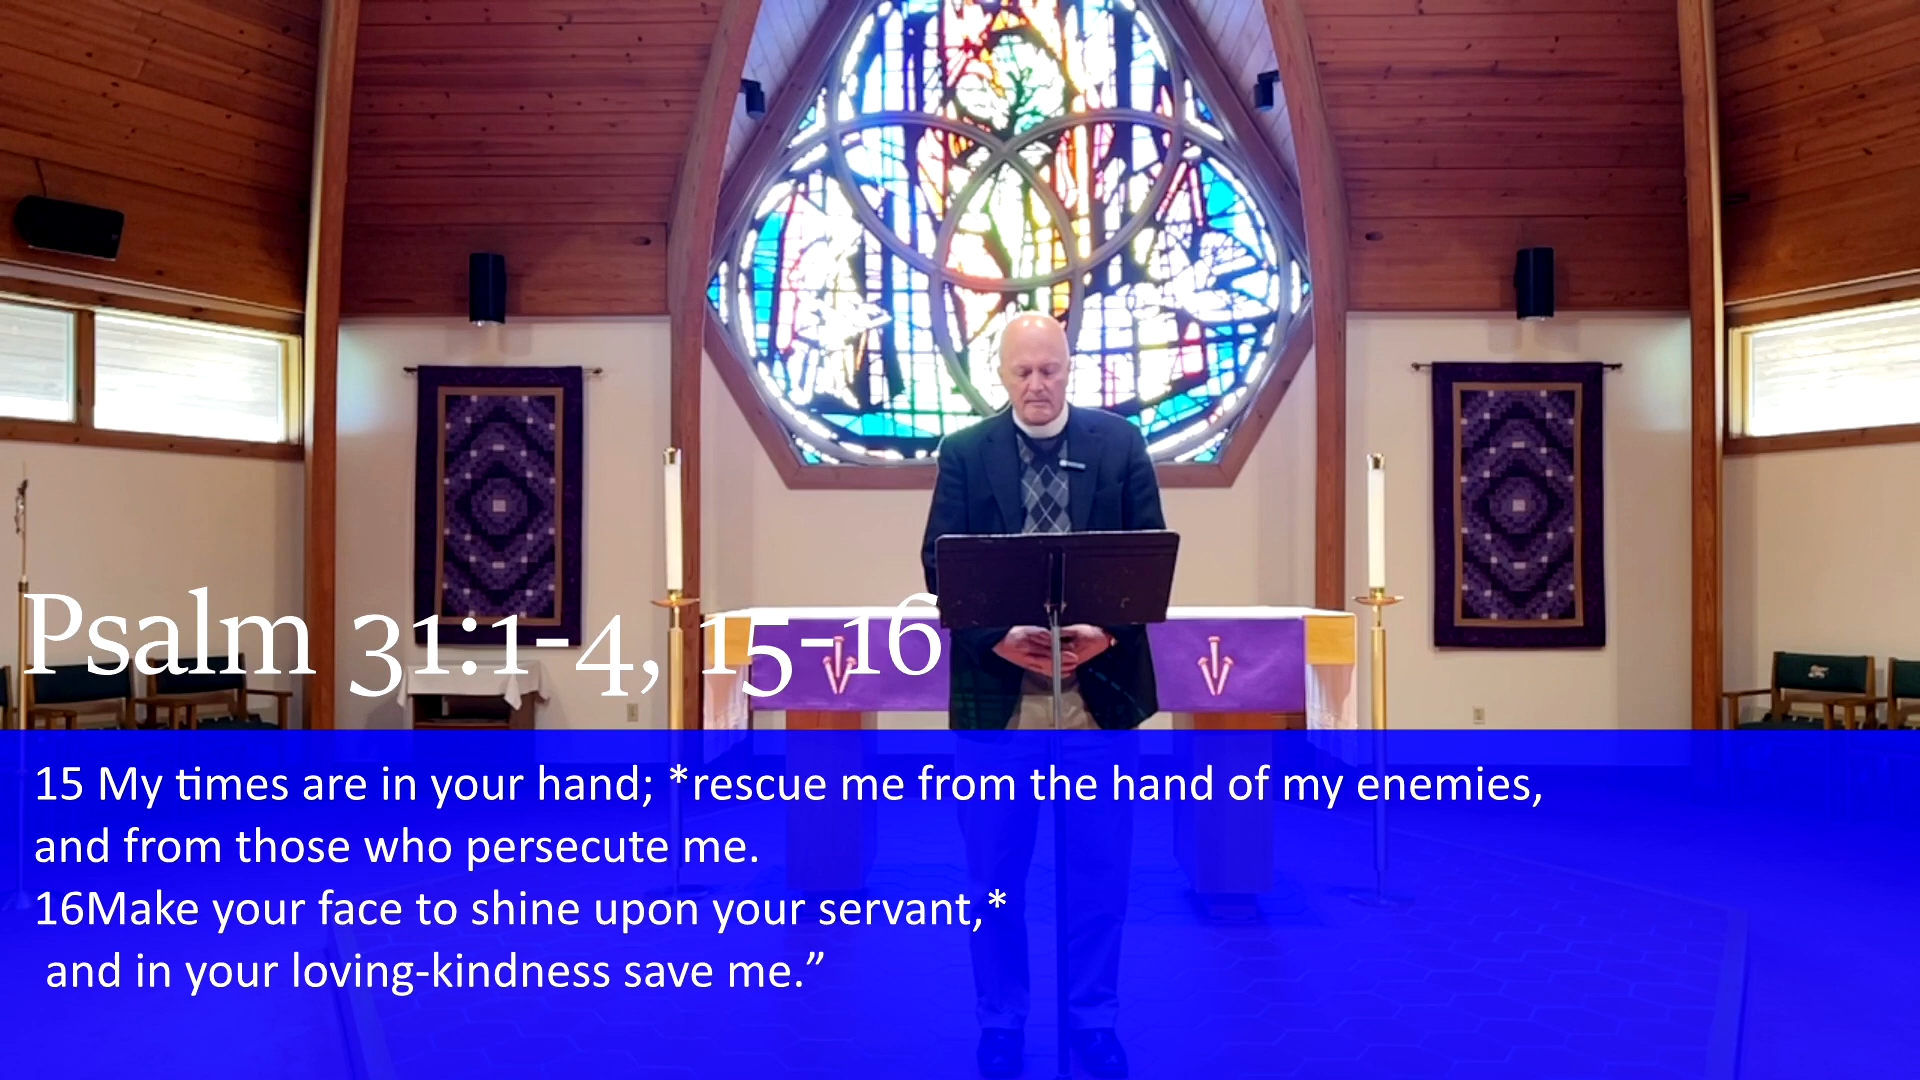 Psalm 31:1-4, 15-16
15 My times are in your hand; *rescue me from the hand of my enemies,
and from those who persecute me.
16Make your face to shine upon your servant,*
and in your loving-kindness save me.”